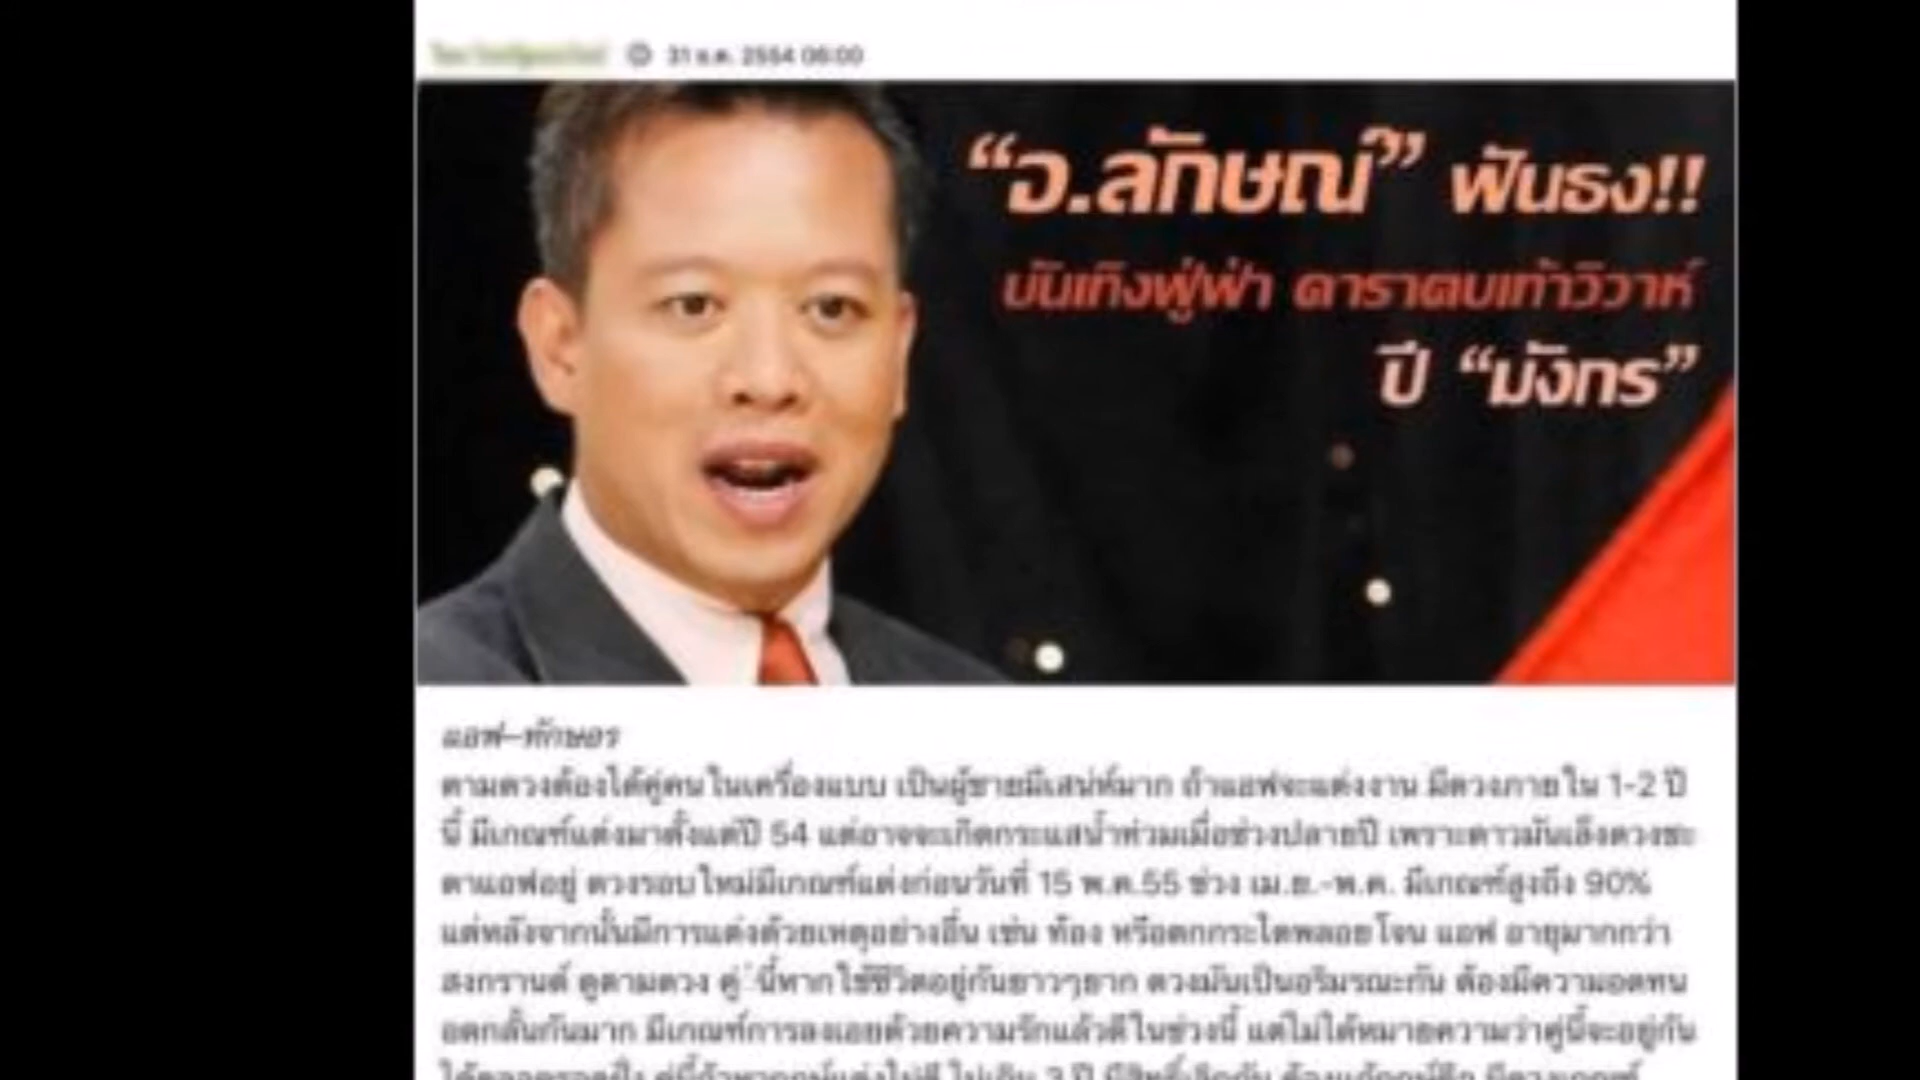 31 ธ.ค. 2554 06:00
“อ.ลักษณ์” ฟันธง!!
บันเทิงฟู่ฟ่า ดาราตบเท้าวิวาห์
ปี “มังกร”
แอฟ-ทักษอร
ตามดวงต้องได้คู่คนในเครื่องแบบ เป็นผู้ชายมีเสน่ห์มาก ถ้าแอฟจะแต่งงาน มีดวงภายใน 1-2 ปี
นี้ มีเกณฑ์แต่งมาตั้งแต่ปี 54 แต่อาจจะเกิดกระแสน้ำท่วมเมื่อช่วงปลายปี เพราะดาวมันเล็งดวงชะ
ตาแอฟอยู่ ดวงรอบใหม่มีเกณฑ์แต่งก่อนวันที่ 15 พ.ค.55 ช่วง เม.ย.-พ.ค. มีเกณฑ์สูงถึง 90%
แต่หลังจากนั้นมีการแต่งด้วยเหตุอย่างอื่น เช่น ท้อง หรือตกกระไดพลอยโจน แอฟ อายุมากกว่า
สงกรานต์ ดูตามดวง คู่นี้หากใช้ชีวิตอยู่กันยาวๆยาก ดวงมันเป็นอริมรณะกัน ต้องมีความอดทน
อดกลั้นกันมาก มีเกณฑ์การลงเอยด้วยความรักแล้วดีในช่วงนี้ แต่ไม่ได้หมายความว่าคู่นี้จะอยู่กัน